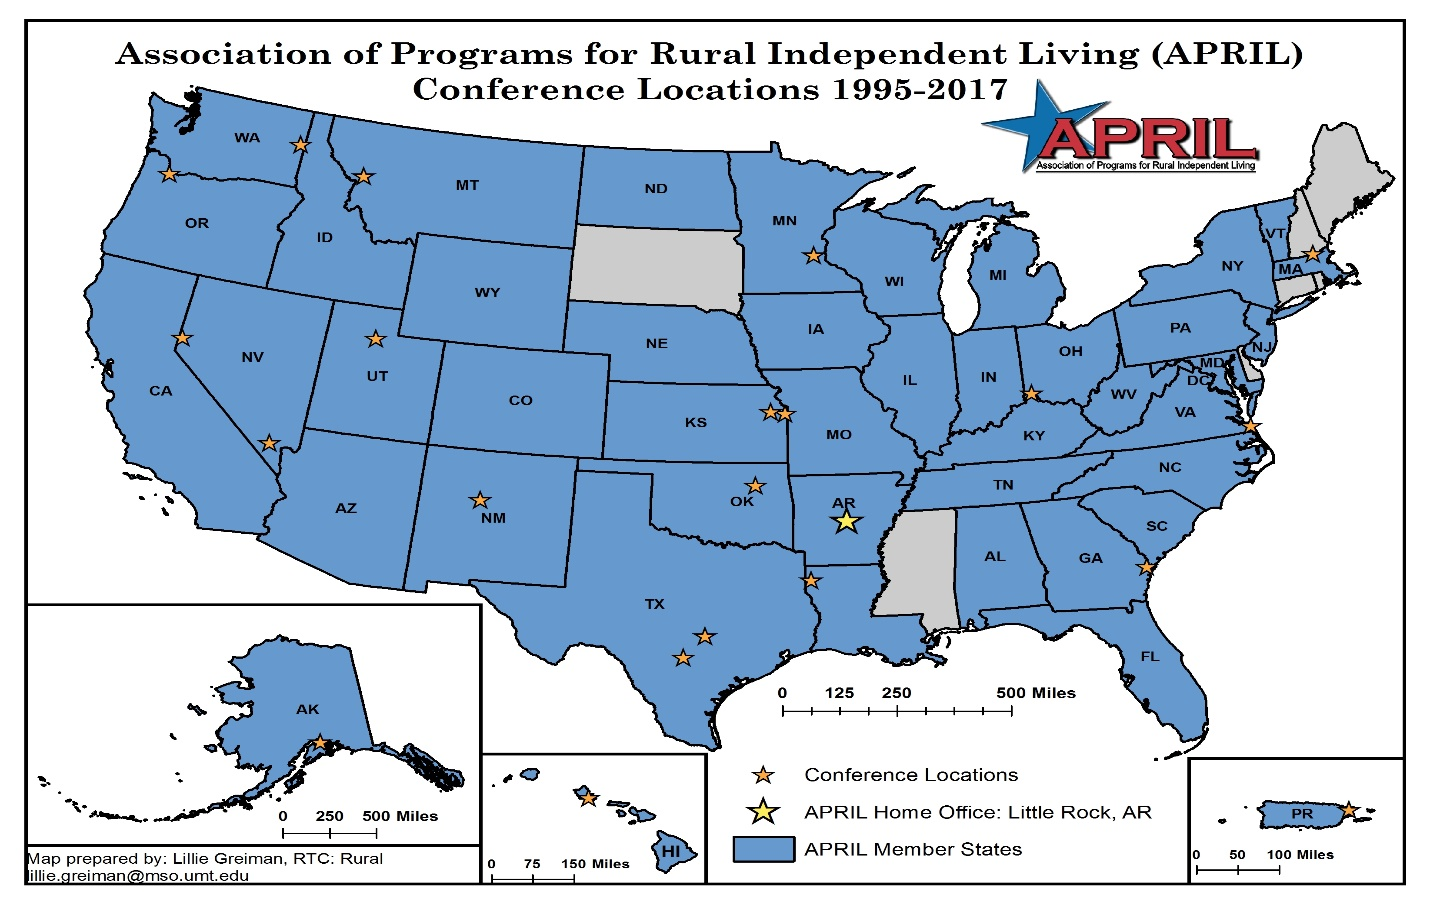 Association of Programs for Rural Independent Living (APRIL)
Conference Locations 1995-2017
APRIL
Association of Programs for Rural Independent Living
WA
MT
ND
MN
OR
ID
WY
WI
MI
NY
VT
MA
NV
UT
CA
CO
NE
IA
IL
IN
OH
PA
NJ
MD
DC
WV
VA
KS
MO
KY
AZ
NM
OK
AR
TN
NC
SC
AL
GA
TX
FL
0 125 250 500 Miles
AK
0 250 500 Miles
Map prepared by: Lillie Greiman, RTC: Rural
lillie.greiman@mso.umt.edu
HI
0 75 150 Miles
Conference Locations
APRIL Home Office: Little Rock, AR
APRIL Member States
PR
0 50 100 Miles